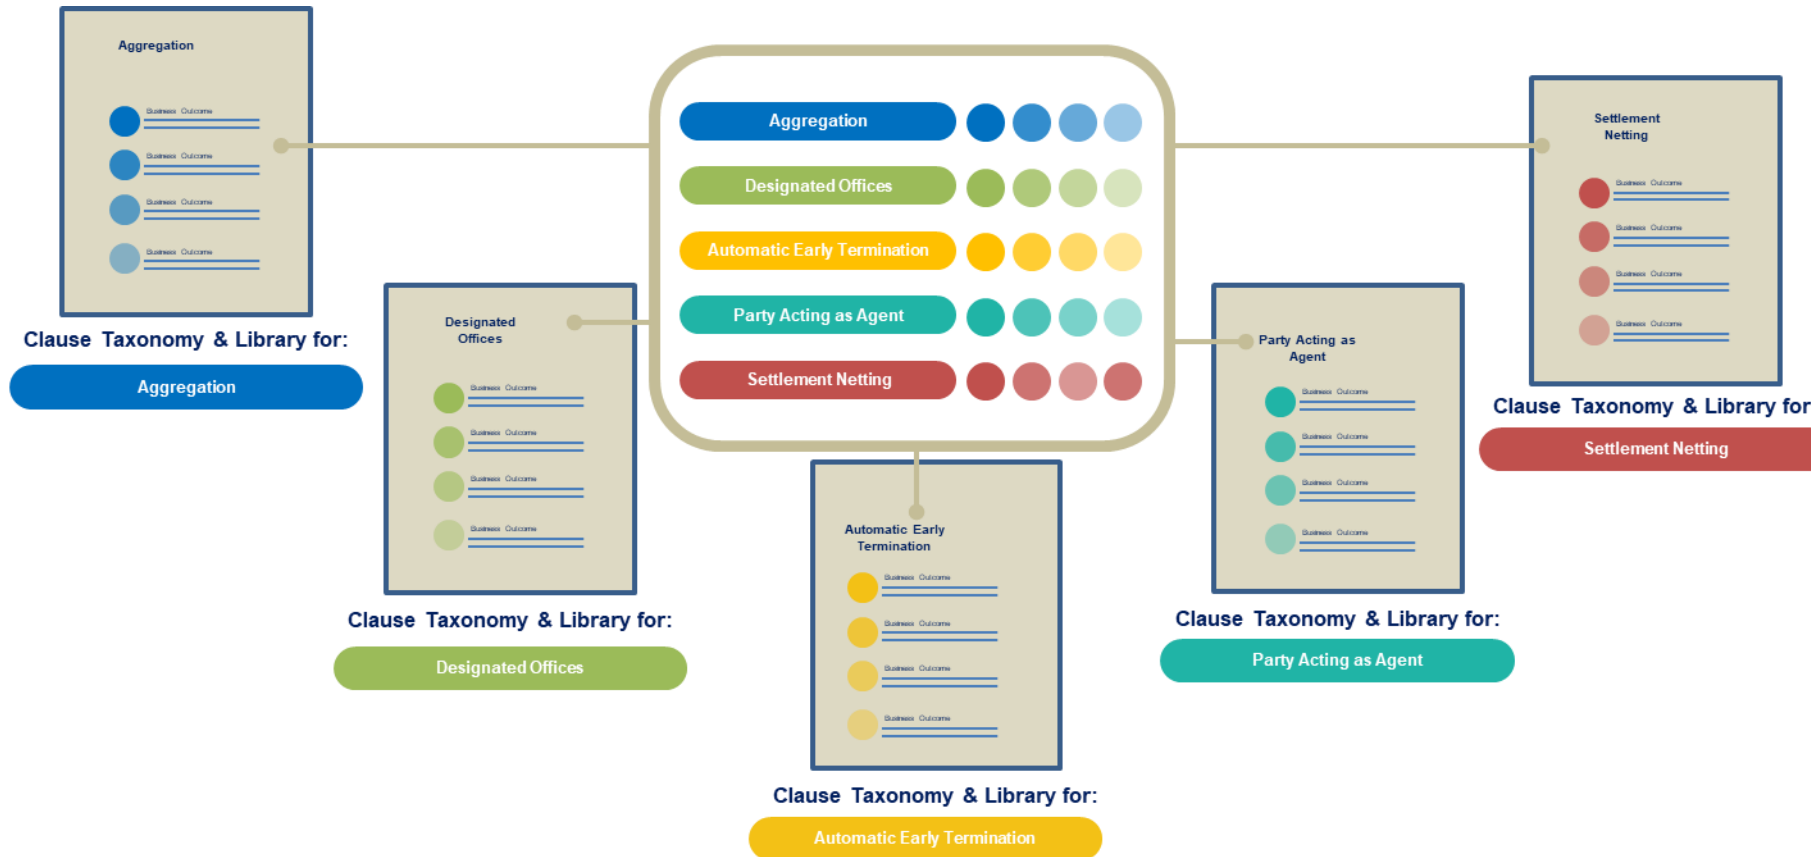 Aggregation
Business Outcome
Business Outcome
Business Outcome
Business Outcome
Clause Taxonomy & Library for:
Aggregation
Designated
Offices
Business Outcome
Business Outcome
Business Outcome
Business Outcome
Clause Taxonomy & Library for:
Designated Offices
Aggregation
Designated Offices
Automatic Early Termination
Party Acting as Agent
Settlement Netting
Automatic Early
Termination
Business Outcome
Business Outcome
Business Outcome
Business Outcome
Clause Taxonomy & Library for:
Automatic Early Termination
Party Acting as
Agent
Business Outcome
Business Outcome
Business Outcome
Business Outcome
Clause Taxonomy & Library for:
Party Acting as Agent
Settlement
Netting
Business Outcome
Business Outcome
Business Outcome
Business Outcome
Clause Taxonomy & Library for
Settlement Netting